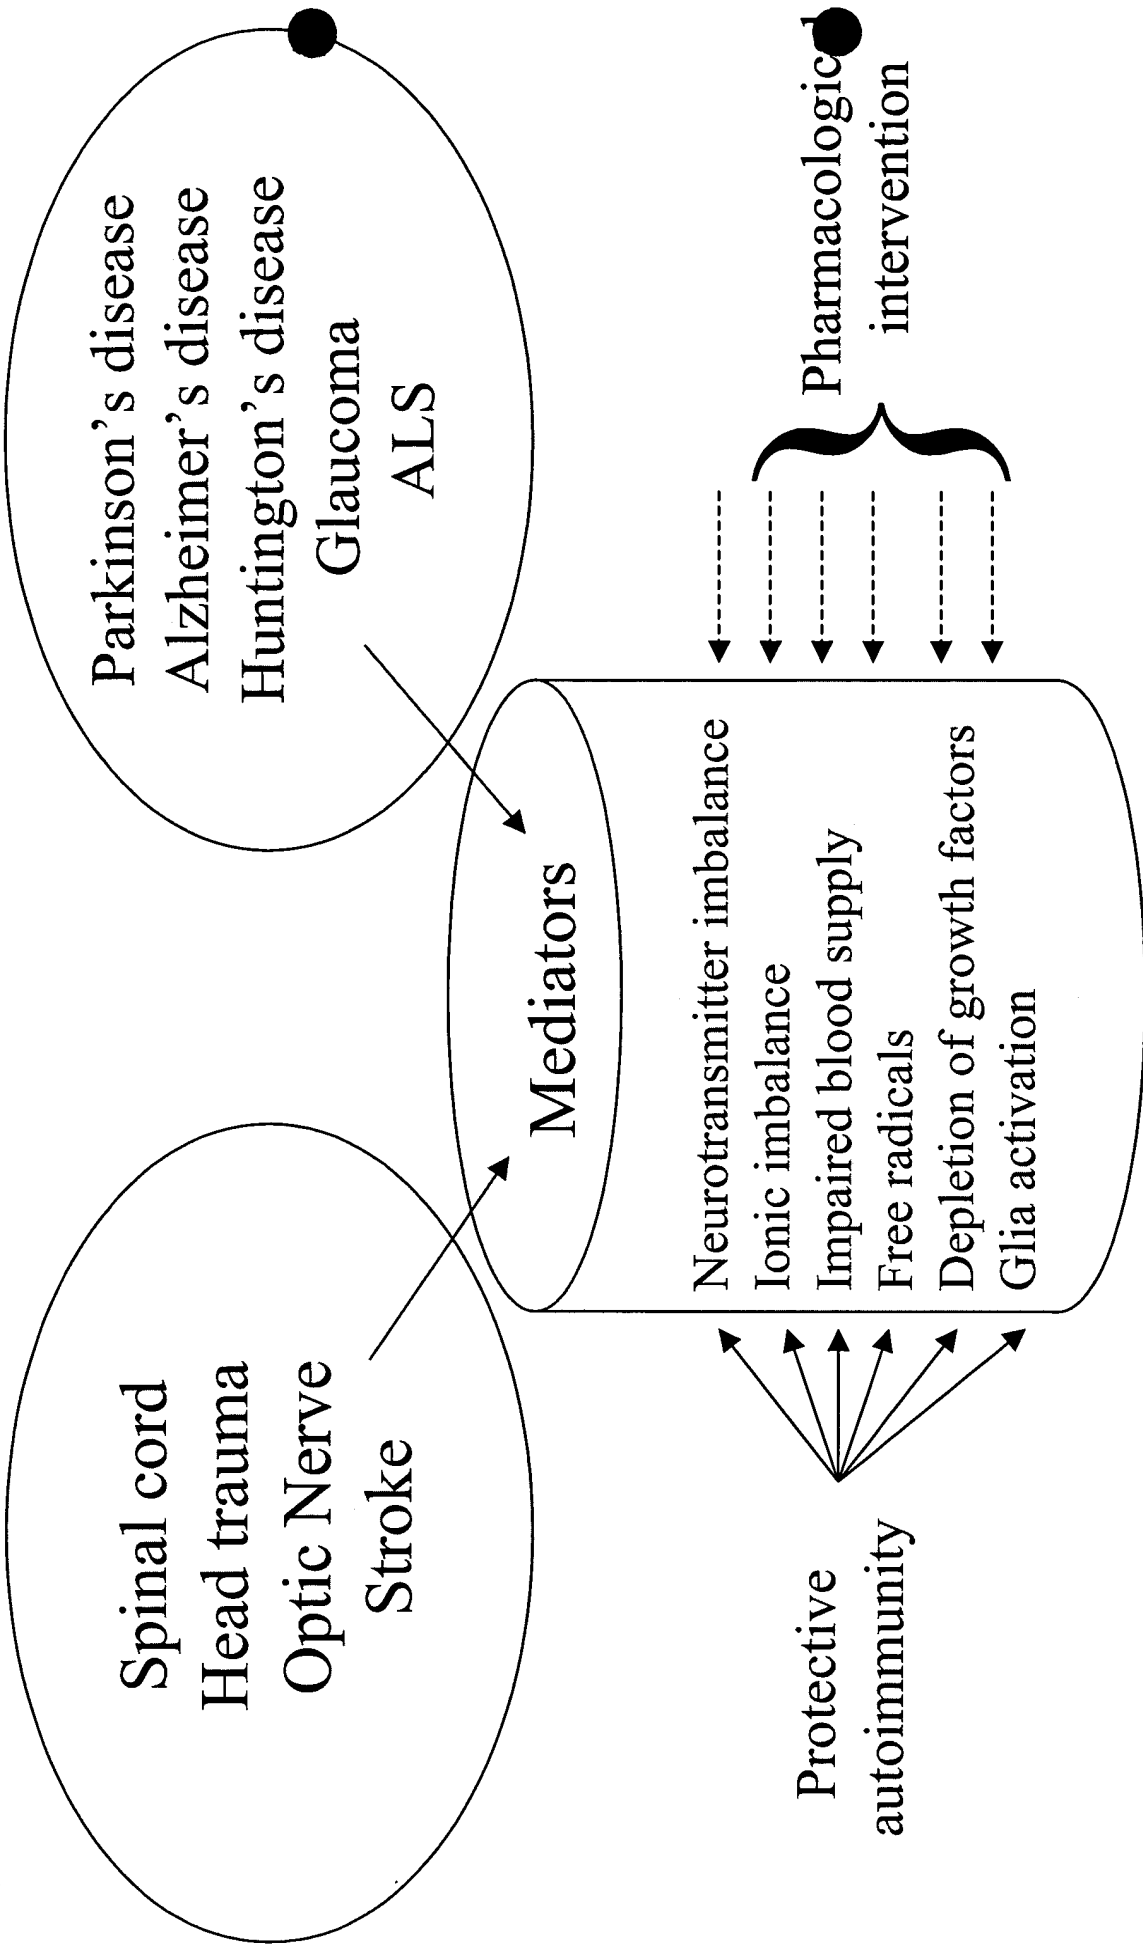 Spinal cord
Head trauma
Optic Nerve
Stroke
Parkinson's disease
Alzheimer's disease
Huntington's disease
Glaucoma
ALS
Mediators
Neurotransmitter imbalance
Ionic imbalance
Impaired blood supply
Free radicals
Depletion of growth factors
Glia activation
Protective
autoimmunity
Pharmacological
intervention